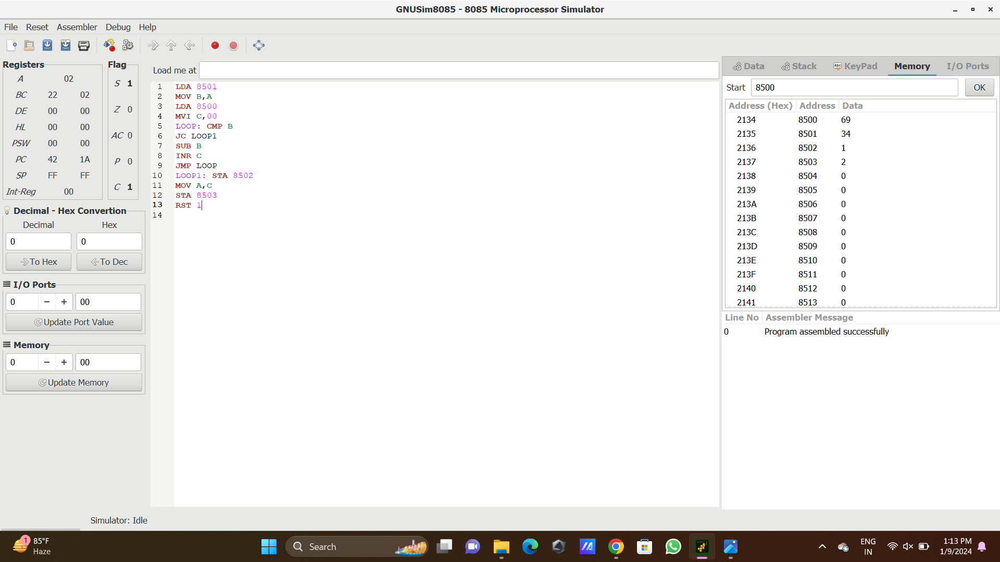 GNUSim8085 - 8085 Microprocessor Simulator
File Reset Assembler Debug Help
Registers
A 02
BC 22 02
DE 00 00
HL 00 00
PSW 00 00
PC 42 1A
SP FF FF
Int-Reg 00
Flag
S 1
Z 0
AC 0
P 0
C 1
Decimal - Hex Convertion
Decimal Hex
0 0
To Hex To Dec
I/O Ports
0 − + 00
Update Port Value
Memory
0 − + 00
Update Memory
Load me at
1 LDA 8501
2 MOV B,A
3 LDA 8500
4 MVI C,00
5 LOOP: CMP B
6 JC LOOP1
7 SUB B
8 INR C
9 JMP LOOP
10 LOOP1: STA 8502
11 MOV A,C
12 STA 8503
13 RST 1
14
Data Stack Abc KeyPad Memory I/O Ports
Start 8500 OK
Address (Hex) Address Data
2134 8500 69
2135 8501 34
2136 8502 1
2137 8503 2
2138 8504 0
2139 8505 0
213A 8506 0
213B 8507 0
213C 8508 0
213D 8509 0
213E 8510 0
213F 8511 0
2140 8512 0
2141 8513 0
Line No Assembler Message
0 Program assembled successfully
Simulator: Idle
1 85°F
Haze
Search
ENG
IN
1:13 PM
1/9/2024